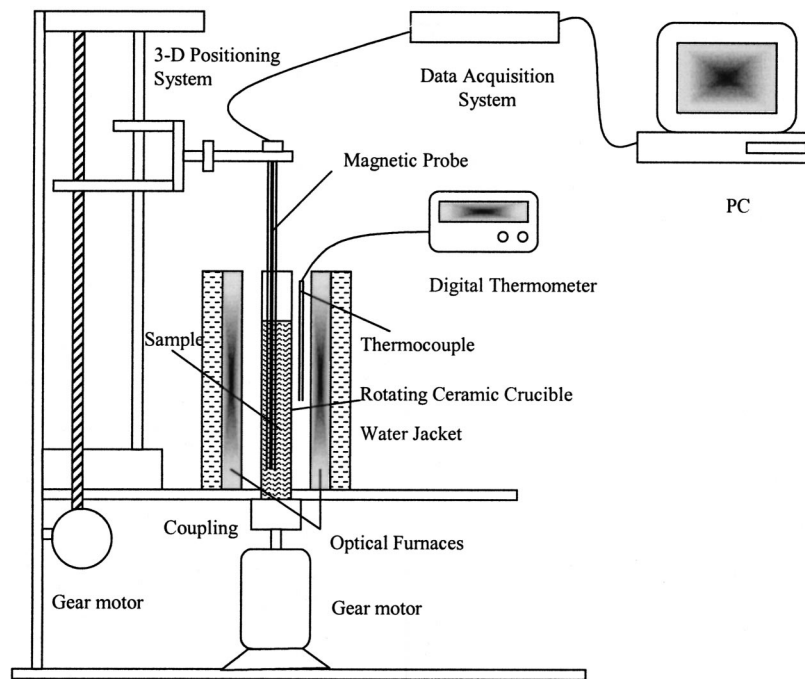 3-D Positioning
System
Data Acquisition
System
Magnetic Probe
PC
Digital Thermometer
Sample
Thermocouple
Rotating Ceramic Crucible
Water Jacket
Coupling
Optical Furnaces
Gear motor
Gear motor